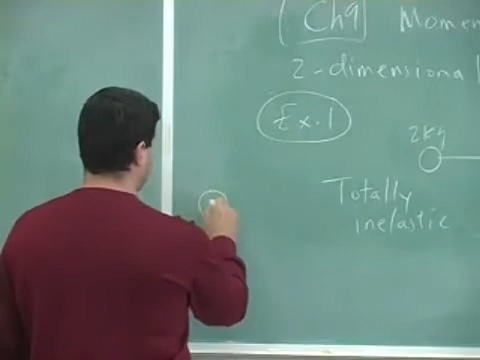 Ch9 Momen
2-dimensional
Ex.1
2kg
Totally
inelastic